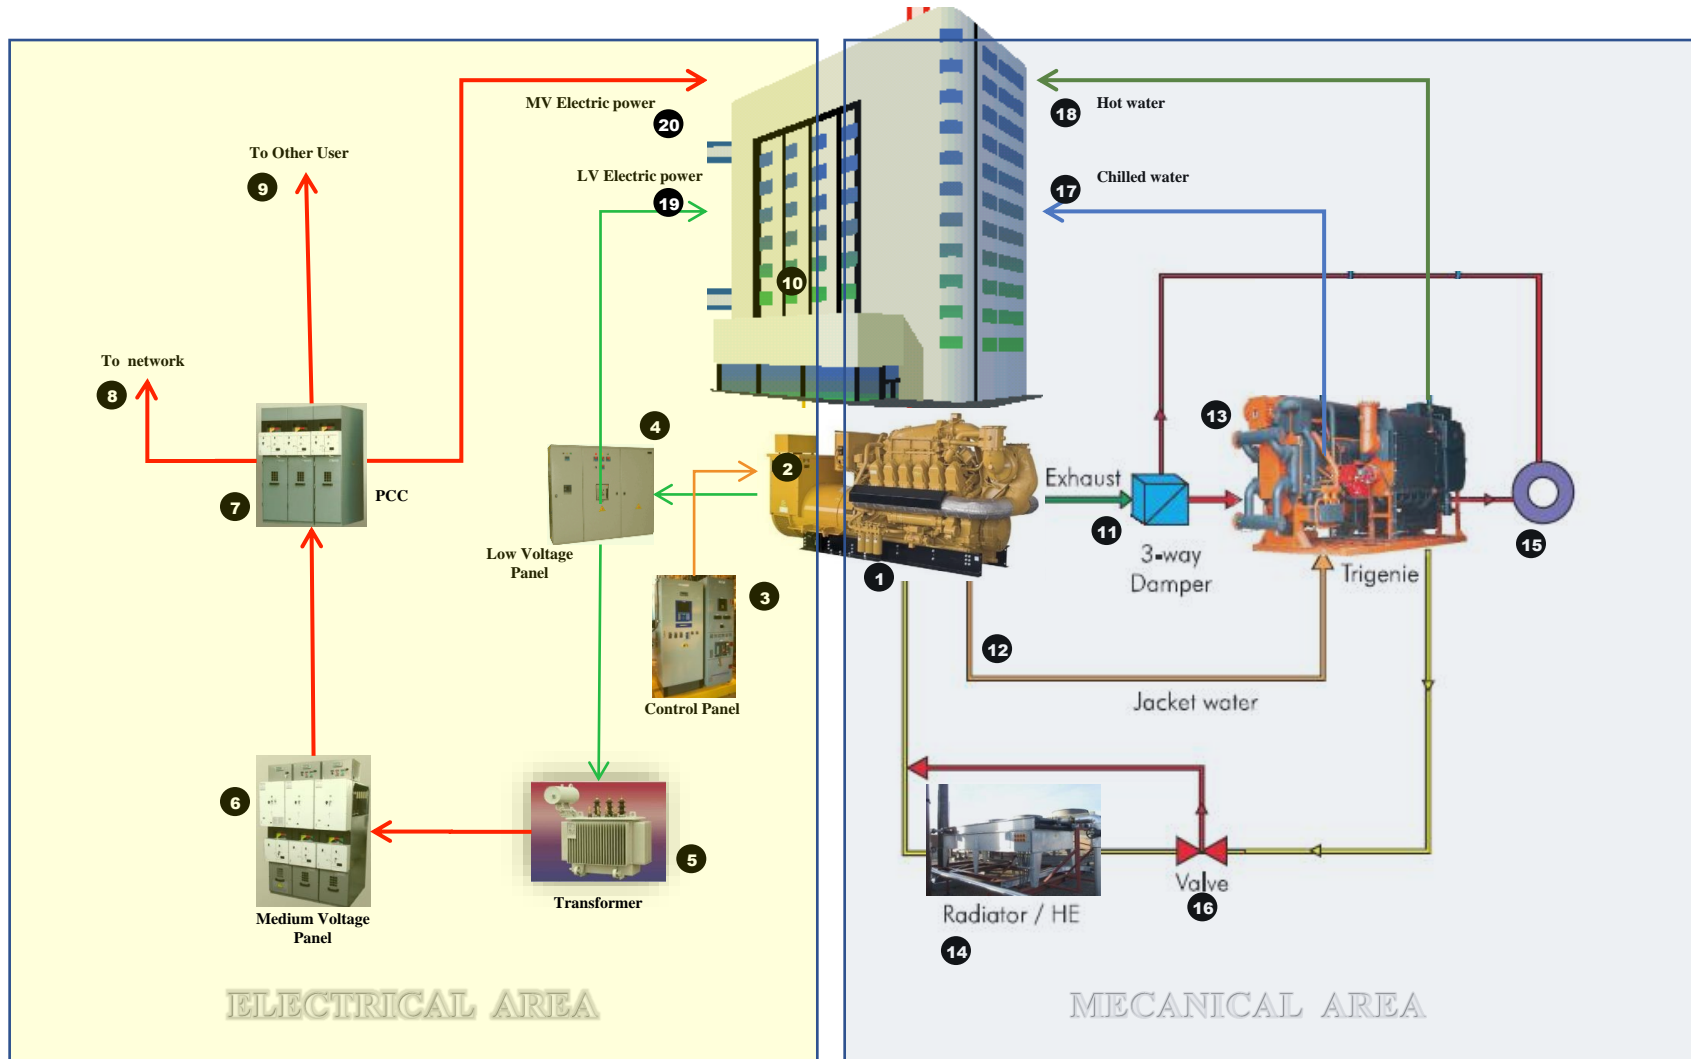 MV Electric power
20
18
Hot water
To Other User
9
LV Electric power
19
17
Chilled water
10
To  network
8
4
13
2
7
PCC
Exhaust
11
15
Low Voltage
Panel
3-way
Damper
Trigenie
1
3
12
Control Panel
Jacket water
6
5
Valve
16
Transformer
Medium Voltage
Panel
Radiator / HE
14
ELECTRICAL  AREA
MECANICAL  AREA